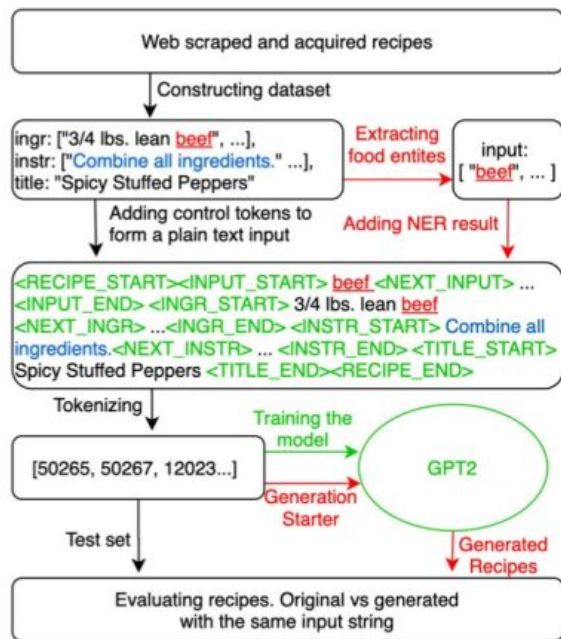 Web scraped and acquired recipes
Constructing dataset
ingr: ["3/4 lbs. lean beef", ...],
instr: ["Combine all ingredients." ...],
title: "Spicy Stuffed Peppers"
Extracting
food entites
input:
[ "beef", ... ]
Adding control tokens to
form a plain text input
Adding NER result
<RECIPE_START><INPUT_START> beef <NEXT_INPUT> ...
<INPUT_END> <INGR_START> 3/4 lbs. lean beef
<NEXT_INGR> ...<INGR_END> <INSTR_START> Combine all
ingredients.<NEXT_INSTR> ... <INSTR_END> <TITLE_START>
Spicy Stuffed Peppers <TITLE_END><RECIPE_END>
Tokenizing
Training the
model
[50265, 50267, 12023...]
GPT2
Generation
Starter
Test set
Generated
Recipes
Evaluating recipes. Original vs generated
with the same input string